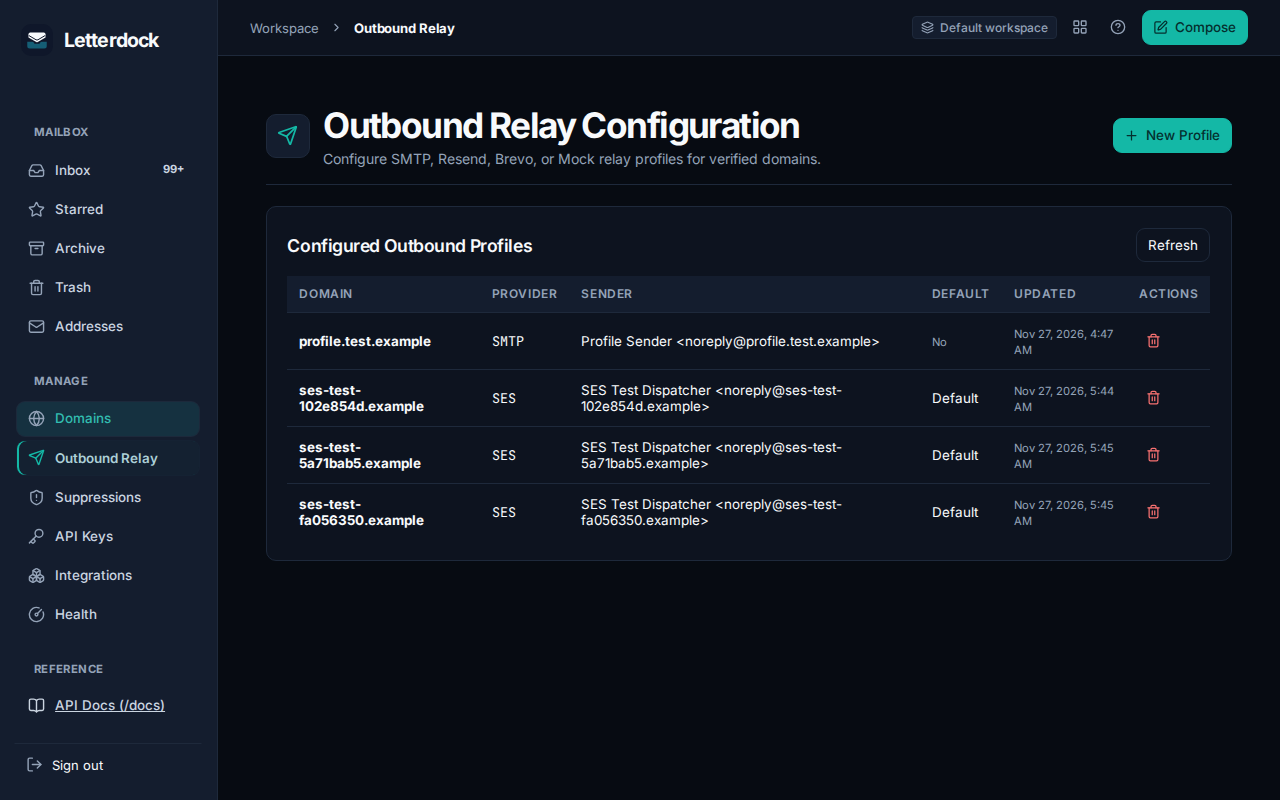 Letterdock
MAILBOX
Inbox 99+
Starred
Archive
Trash
Addresses
MANAGE
Domains
Outbound Relay
Suppressions
API Keys
Integrations
Health
REFERENCE
API Docs (/docs)
Sign out
Workspace > Outbound Relay
Default workspace
Compose
Outbound Relay Configuration
Configure SMTP, Resend, Brevo, or Mock relay profiles for verified domains.
New Profile
Configured Outbound Profiles
Refresh
DOMAIN PROVIDER SENDER DEFAULT UPDATED ACTIONS
profile.test.example SMTP Profile Sender <noreply@profile.test.example> No Nov 27, 2026, 4:47
AM
ses-test- SES SES Test Dispatcher <noreply@ses-test- Default Nov 27, 2026, 5:44
102e854d.example 102e854d.example> AM
ses-test- SES SES Test Dispatcher <noreply@ses-test- Default Nov 27, 2026, 5:45
5a71bab5.example 5a71bab5.example> AM
ses-test- SES SES Test Dispatcher <noreply@ses-test- Default Nov 27, 2026, 5:45
fa056350.example fa056350.example> AM